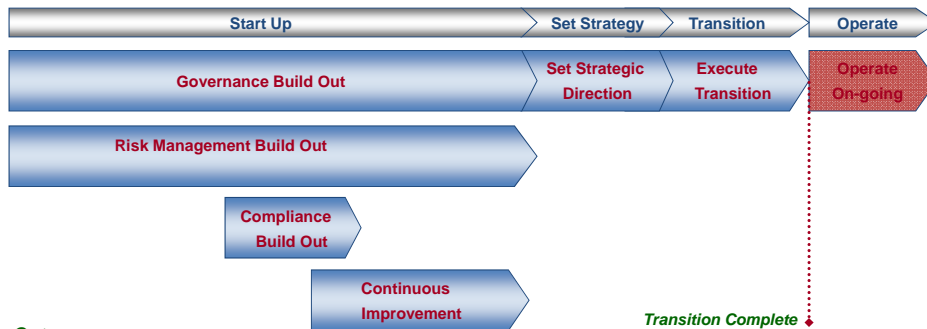 Start Up
Set Strategy
Transition
Operate
Governance Build Out
Set Strategic
Direction
Execute
Transition
Operate
On-going
Risk Management Build Out
Compliance
Build Out
Continuous
Improvement
Transition Complete